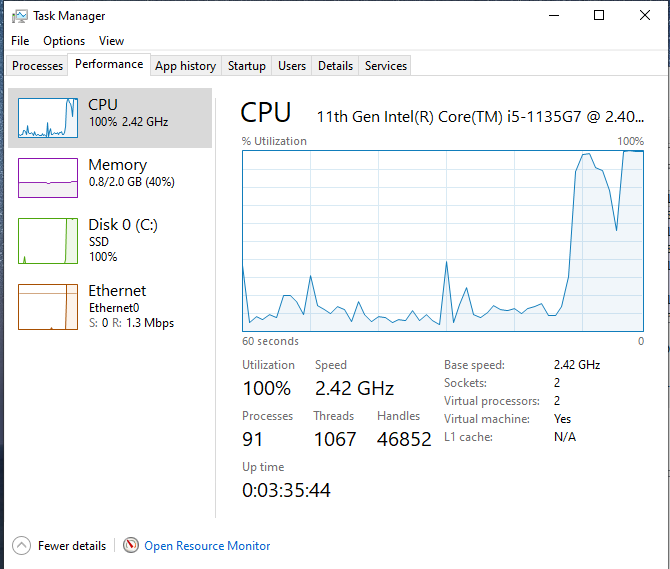 Task Manager
File Options View
Processes Performance App history Startup Users Details Services
CPU
100% 2.42 GHz
Memory
0.8/2.0 GB (40%)
Disk 0 (C:)
SSD
100%
Ethernet
Ethernet0
S: 0 R: 1.3 Mbps
CPU 11th Gen Intel(R) Core(TM) i5-1135G7 @ 2.40...
% Utilization 100%
60 seconds 0
Utilization Speed
100% 2.42 GHz
Processes Threads Handles
91 1067 46852
Up time
0:03:35:44
Base speed: 2.42 GHz
Sockets: 2
Virtual processors: 2
Virtual machine: Yes
L1 cache: N/A
Fewer details Open Resource Monitor